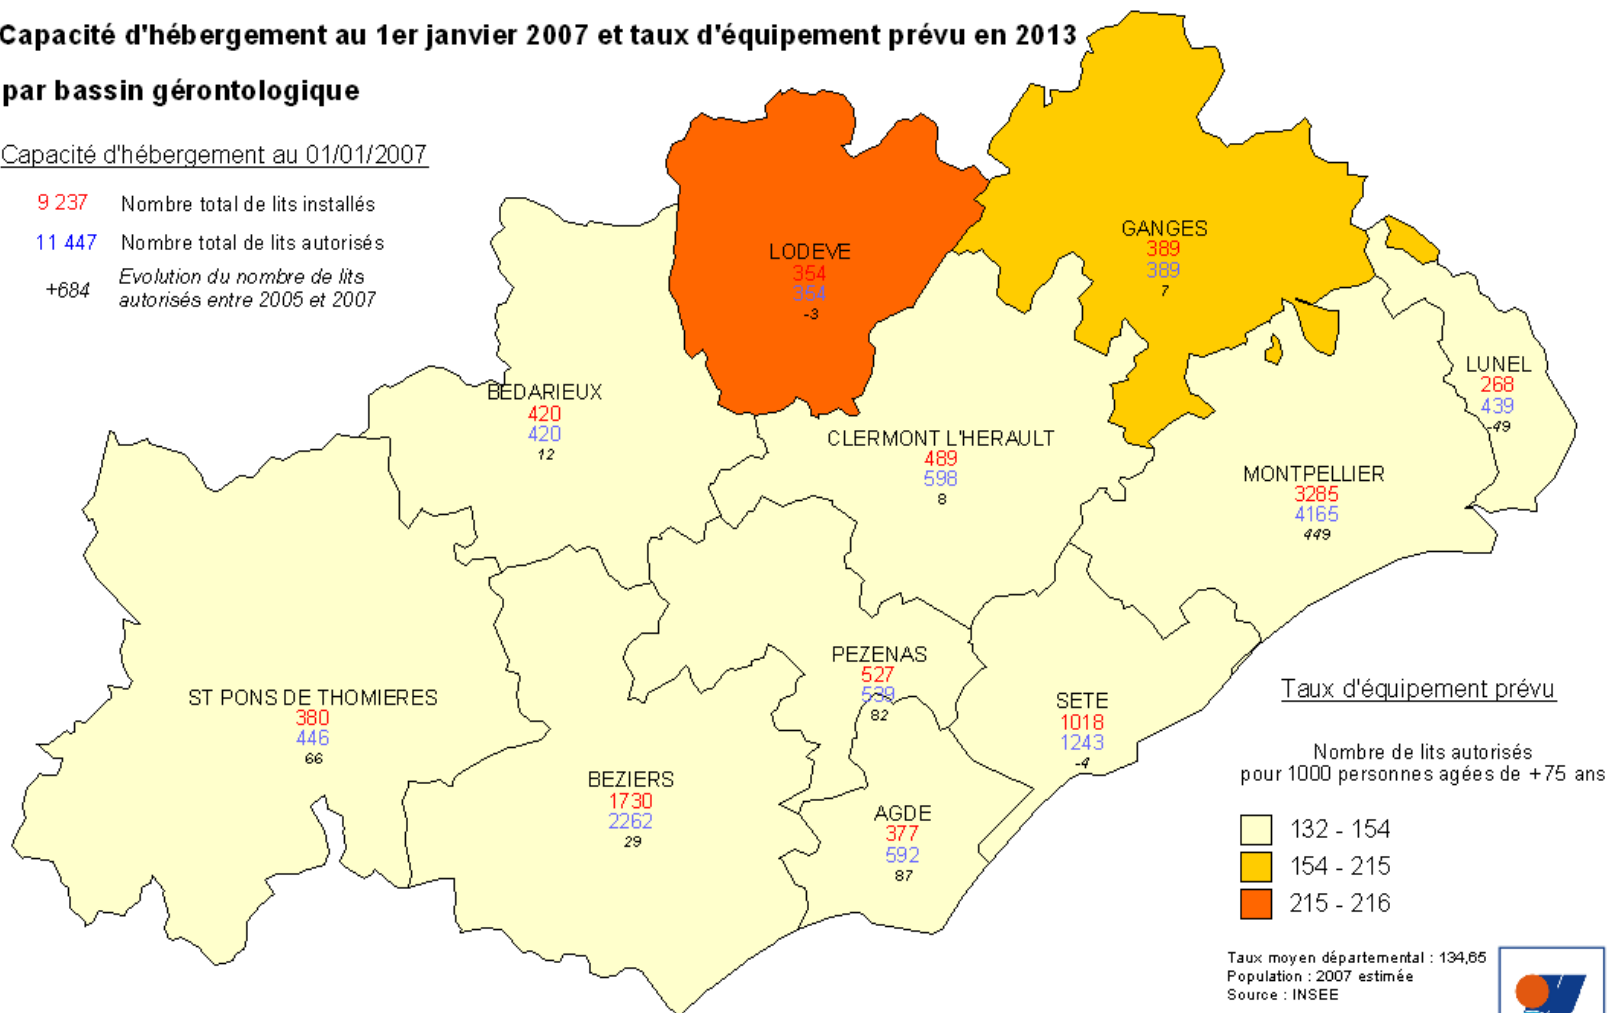 Capacité d'hébergement au 1er janvier 2007 et taux d'équipement prévu en 2013
par bassin gérontologique
Capacité d'hébergement au 01/01/2007
9 237 Nombre total de lits installés
11 447 Nombre total de lits autorisés
+684 Evolution du nombre de lits
autorisés entre 2005 et 2007
GANGES
389
389
7
LODEVE
354
354
-3
LUNEL
268
439
-49
BEDARIEUX
420
420
12
CLERMONT L'HERAULT
489
598
8
MONTPELLIER
3285
4165
449
PEZENAS
527
539
82
ST PONS DE THOMIERES
380
446
66
SETE
1018
1243
-4
BEZIERS
1730
2262
29
AGDE
377
592
87
Taux d'équipement prévu
Nombre de lits autorisés
pour 1000 personnes agées de +75 ans
132 - 154
154 - 215
215 - 216
Taux moyen départemental : 134,65
Population : 2007 estimée
Source : INSEE